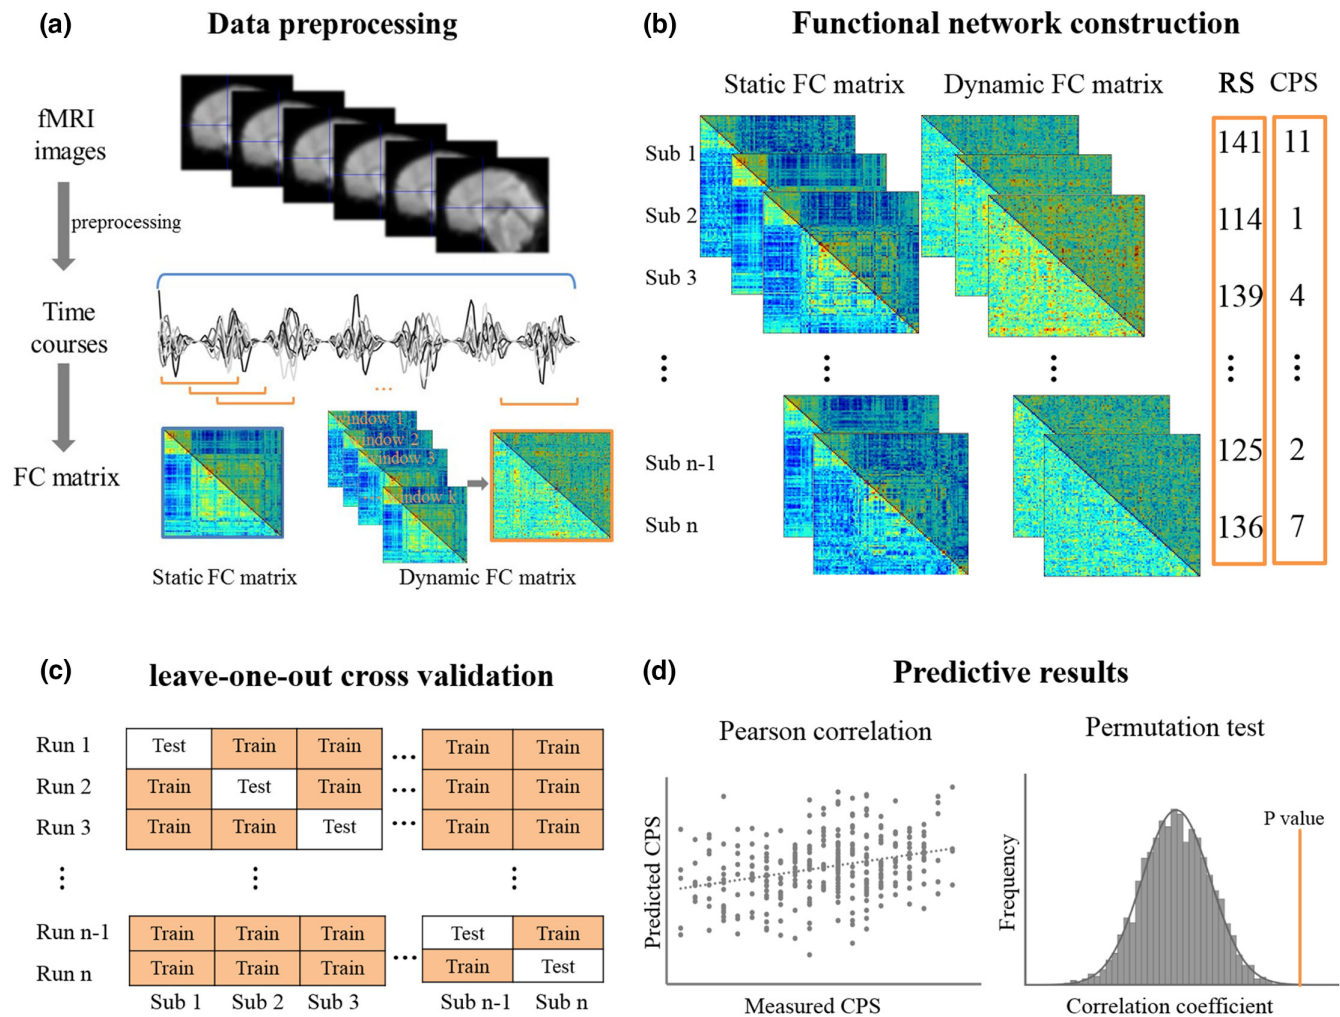 (a)
Data preprocessing
fMRI
images
preprocessing
Time
courses
...
FC matrix
window 1
window 2
window 3
...
window k
Static FC matrix
Dynamic FC matrix
(b)
Functional network construction
Static FC matrix
Dynamic FC matrix
RS
CPS
Sub 1
141
11
Sub 2
114
1
Sub 3
139
4
Sub n-1
125
2
Sub n
136
7
(c)
leave-one-out cross validation
Run 1 Test Train Train ... Train Train
Run 2 Train Test Train ... Train Train
Run 3 Train Train Test ... Train Train
Run n-1 Train Train Train ... Test Train
Run n Train Train Train Train Test
Sub 1 Sub 2 Sub 3 Sub n-1 Sub n
(d)
Predictive results
Pearson correlation
Predicted CPS
Measured CPS
Permutation test
P value
Frequency
Correlation coefficient